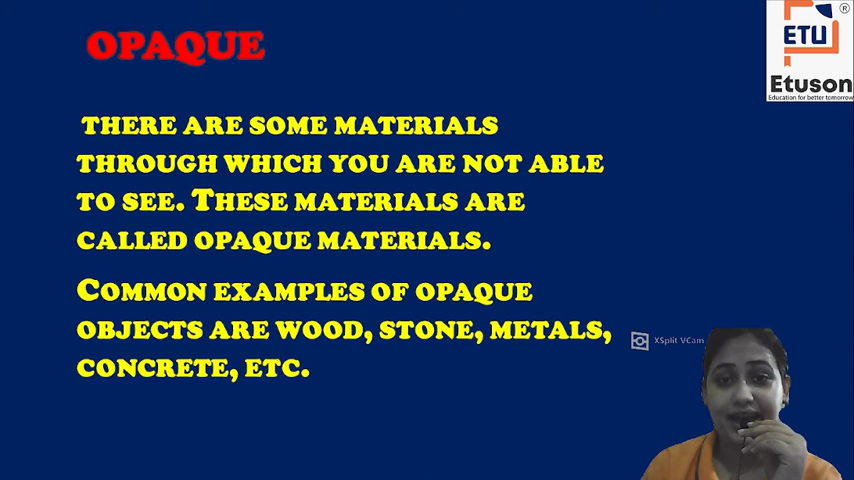 OPAQUE
THERE ARE SOME MATERIALS
THROUGH WHICH YOU ARE NOT ABLE
TO SEE. THESE MATERIALS ARE
CALLED OPAQUE MATERIALS.
COMMON EXAMPLES OF OPAQUE
OBJECTS ARE WOOD, STONE, METALS,
CONCRETE, ETC.
ETU ®
Etuson
Education for better tomorrow
XSplit VCam